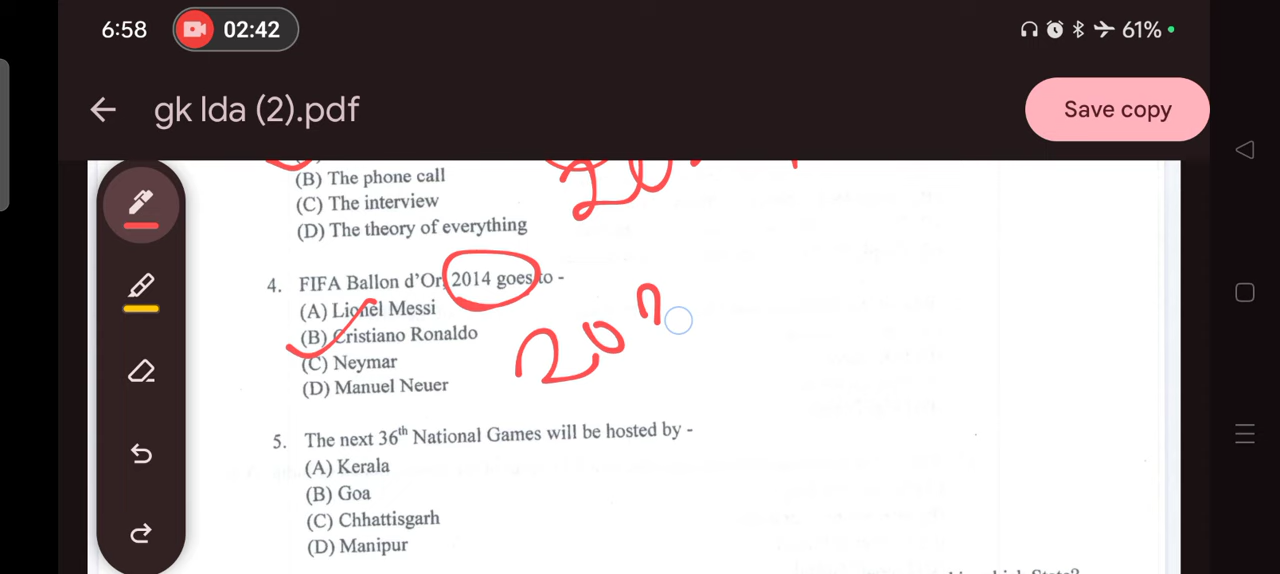 6:58 02:42 61%
gk lda (2).pdf Save copy
(B) The phone call
(C) The interview
(D) The theory of everything
4. FIFA Ballon d'Or, 2014 goes to -
(A) Lionel Messi
(B) Cristiano Ronaldo
(C) Neymar
(D) Manuel Neuer
5. The next 36th National Games will be hosted by -
(A) Kerala
(B) Goa
(C) Chhattisgarh
(D) Manipur